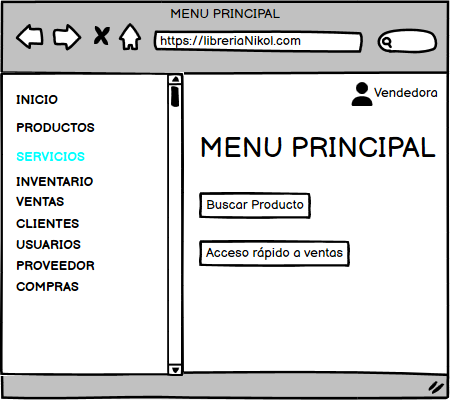 MENU PRINCIPAL
https://libreriaNikol.com
Vendedora
INICIO
PRODUCTOS
SERVICIOS
INVENTARIO
VENTAS
CLIENTES
USUARIOS
PROVEEDOR
COMPRAS
MENU PRINCIPAL
Buscar Producto
Acceso rápido a ventas